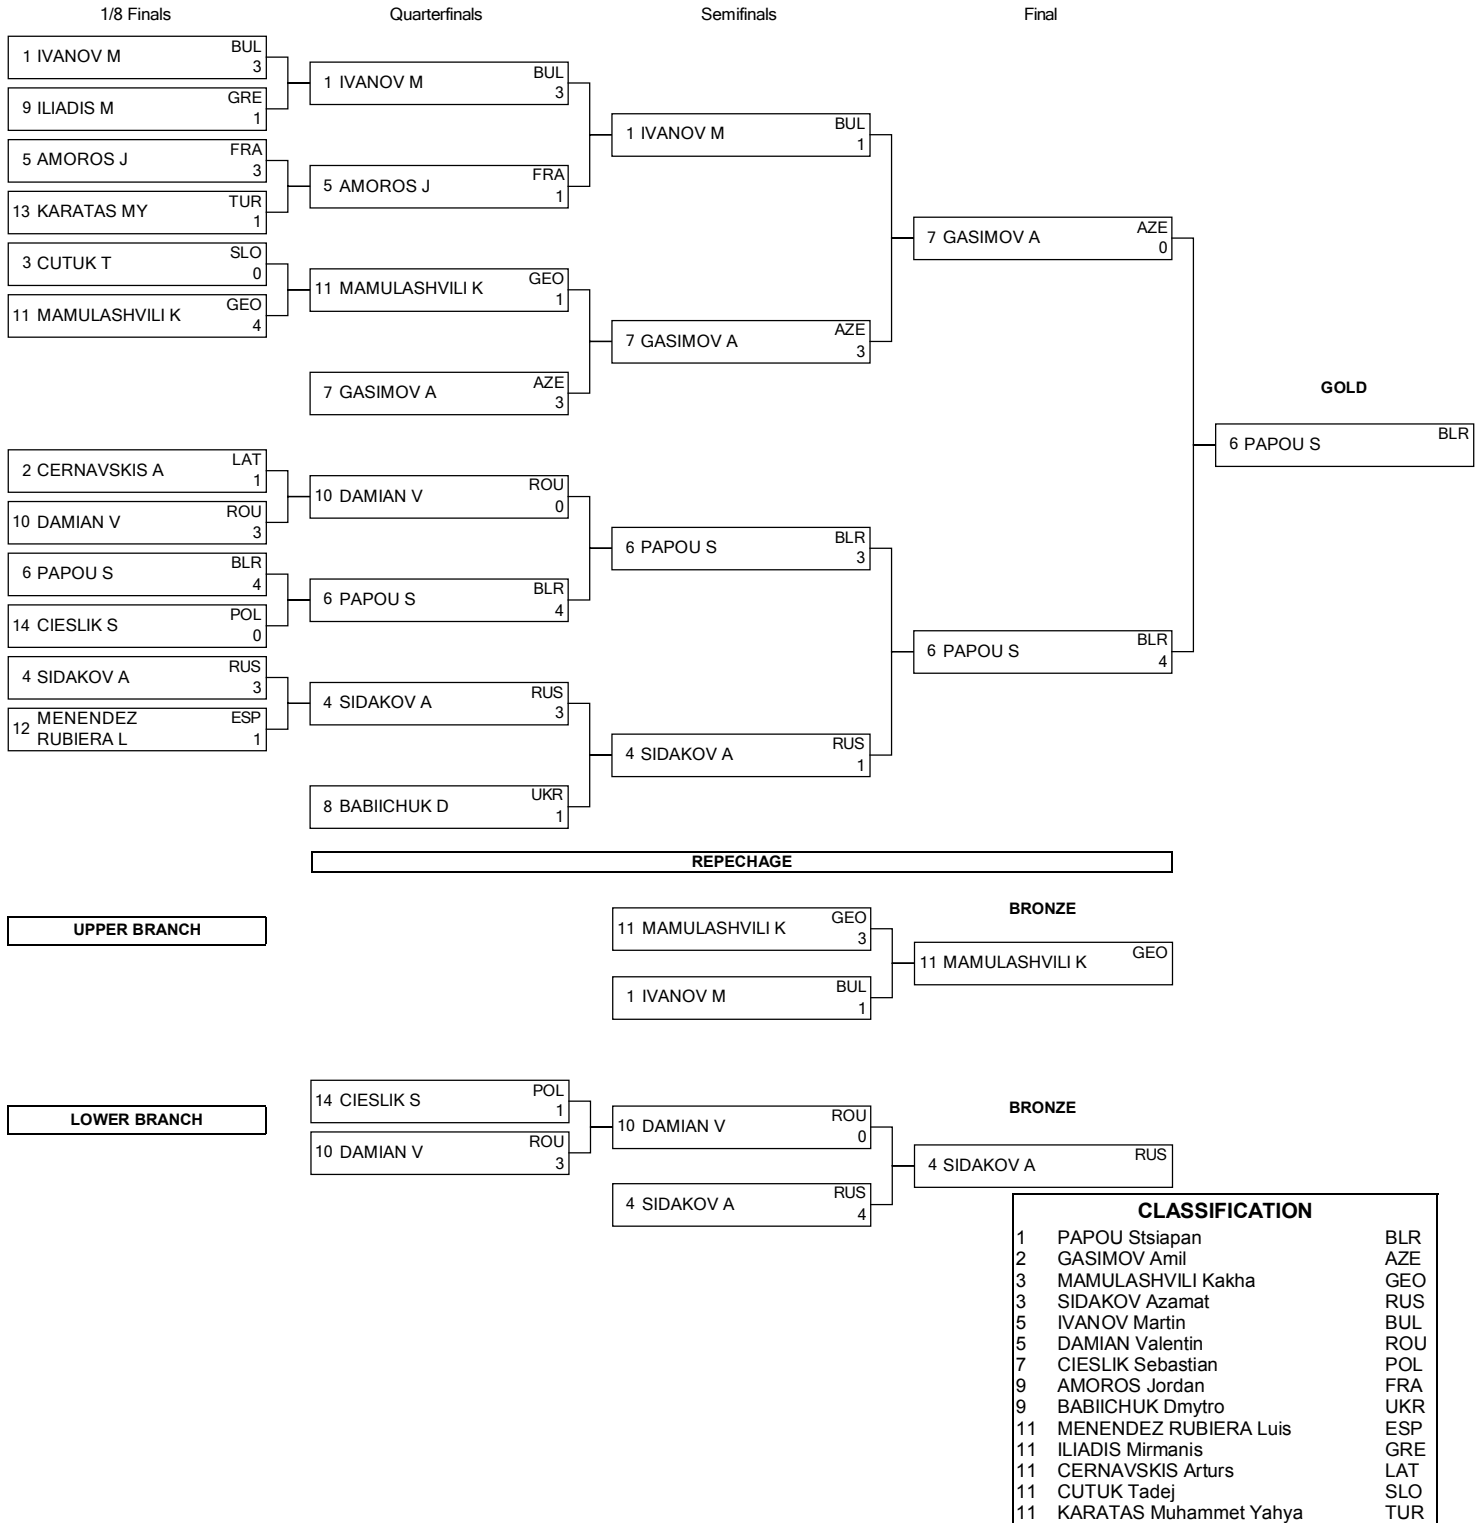 1/8 Finals Quarterfinals Semifinals Final
1 IVANOV M BUL 3
9 ILIADIS M GRE 1
5 AMOROS J FRA 3
13 KARATAS MY TUR 1
3 CUTUK T SLO 0
11 MAMULASHVILI K GEO 4
2 CERNAVSKIS A LAT 1
10 DAMIAN V ROU 3
6 PAPOU S BLR 4
14 CIESLIK S POL 0
4 SIDAKOV A RUS 3
12 MENENDEZ
RUBIERA L ESP 1
1 IVANOV M BUL 3
5 AMOROS J FRA 1
11 MAMULASHVILI K GEO 1
7 GASIMOV A AZE 3
10 DAMIAN V ROU 0
6 PAPOU S BLR 4
4 SIDAKOV A RUS 3
8 BABIICHUK D UKR 1
1 IVANOV M BUL 1
7 GASIMOV A AZE 3
6 PAPOU S BLR 3
4 SIDAKOV A RUS 1
7 GASIMOV A AZE 0
6 PAPOU S BLR 4
GOLD
6 PAPOU S BLR
REPECHAGE
UPPER BRANCH
11 MAMULASHVILI K GEO 3
1 IVANOV M BUL 1
BRONZE
11 MAMULASHVILI K GEO
LOWER BRANCH
14 CIESLIK S POL 1
10 DAMIAN V ROU 3
10 DAMIAN V ROU 0
4 SIDAKOV A RUS 4
BRONZE
4 SIDAKOV A RUS
CLASSIFICATION
1 PAPOU Stsiapan BLR
2 GASIMOV Amil AZE
3 MAMULASHVILI Kakha GEO
3 SIDAKOV Azamat RUS
5 IVANOV Martin BUL
5 DAMIAN Valentin ROU
7 CIESLIK Sebastian POL
9 AMOROS Jordan FRA
9 BABIICHUK Dmytro UKR
11 MENENDEZ RUBIERA Luis ESP
11 ILIADIS Mirmanis GRE
11 CERNAVSKIS Arturs LAT
11 CUTUK Tadej SLO
11 KARATAS Muhammet Yahya TUR